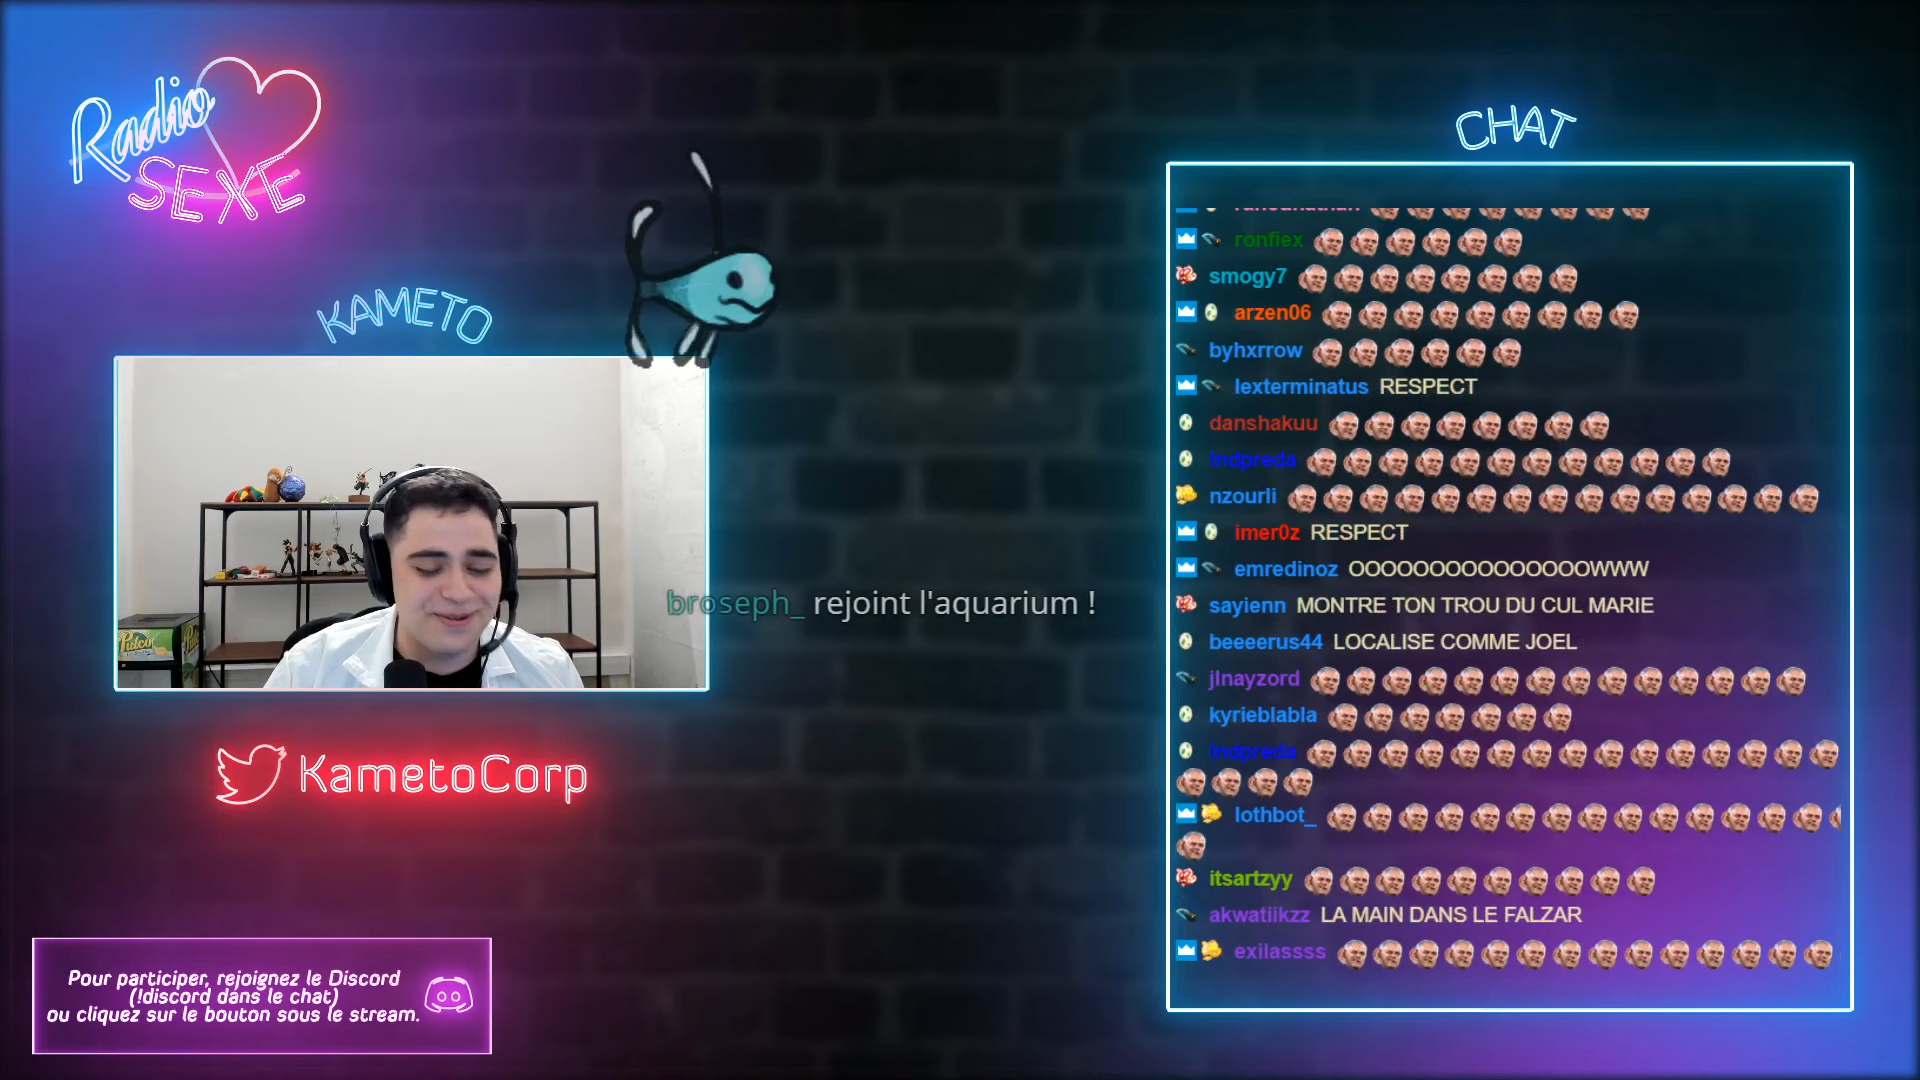 Radio
SEXE
KAMETO
Pulco
KametoCorp
Pour participer, rejoignez le Discord
(!discord dans le chat)
ou cliquez sur le bouton sous le stream.
broseph_ rejoint l'aquarium !
CHAT
ronfiex
smogy7
arzen06
byhxrrow
lexterminatus RESPECT
danshakuu
lndpreda
nzourli
imer0z RESPECT
emredinoz OOOOOOOOOOOOOOOWWW
sayienn MONTRE TON TROU DU CUL MARIE
beeeerus44 LOCALISE COMME JOEL
jlnayzord
kyrieblabla
lndpreda
lothbot_
itsartzyy
akwatiikzz LA MAIN DANS LE FALZAR
exilassss